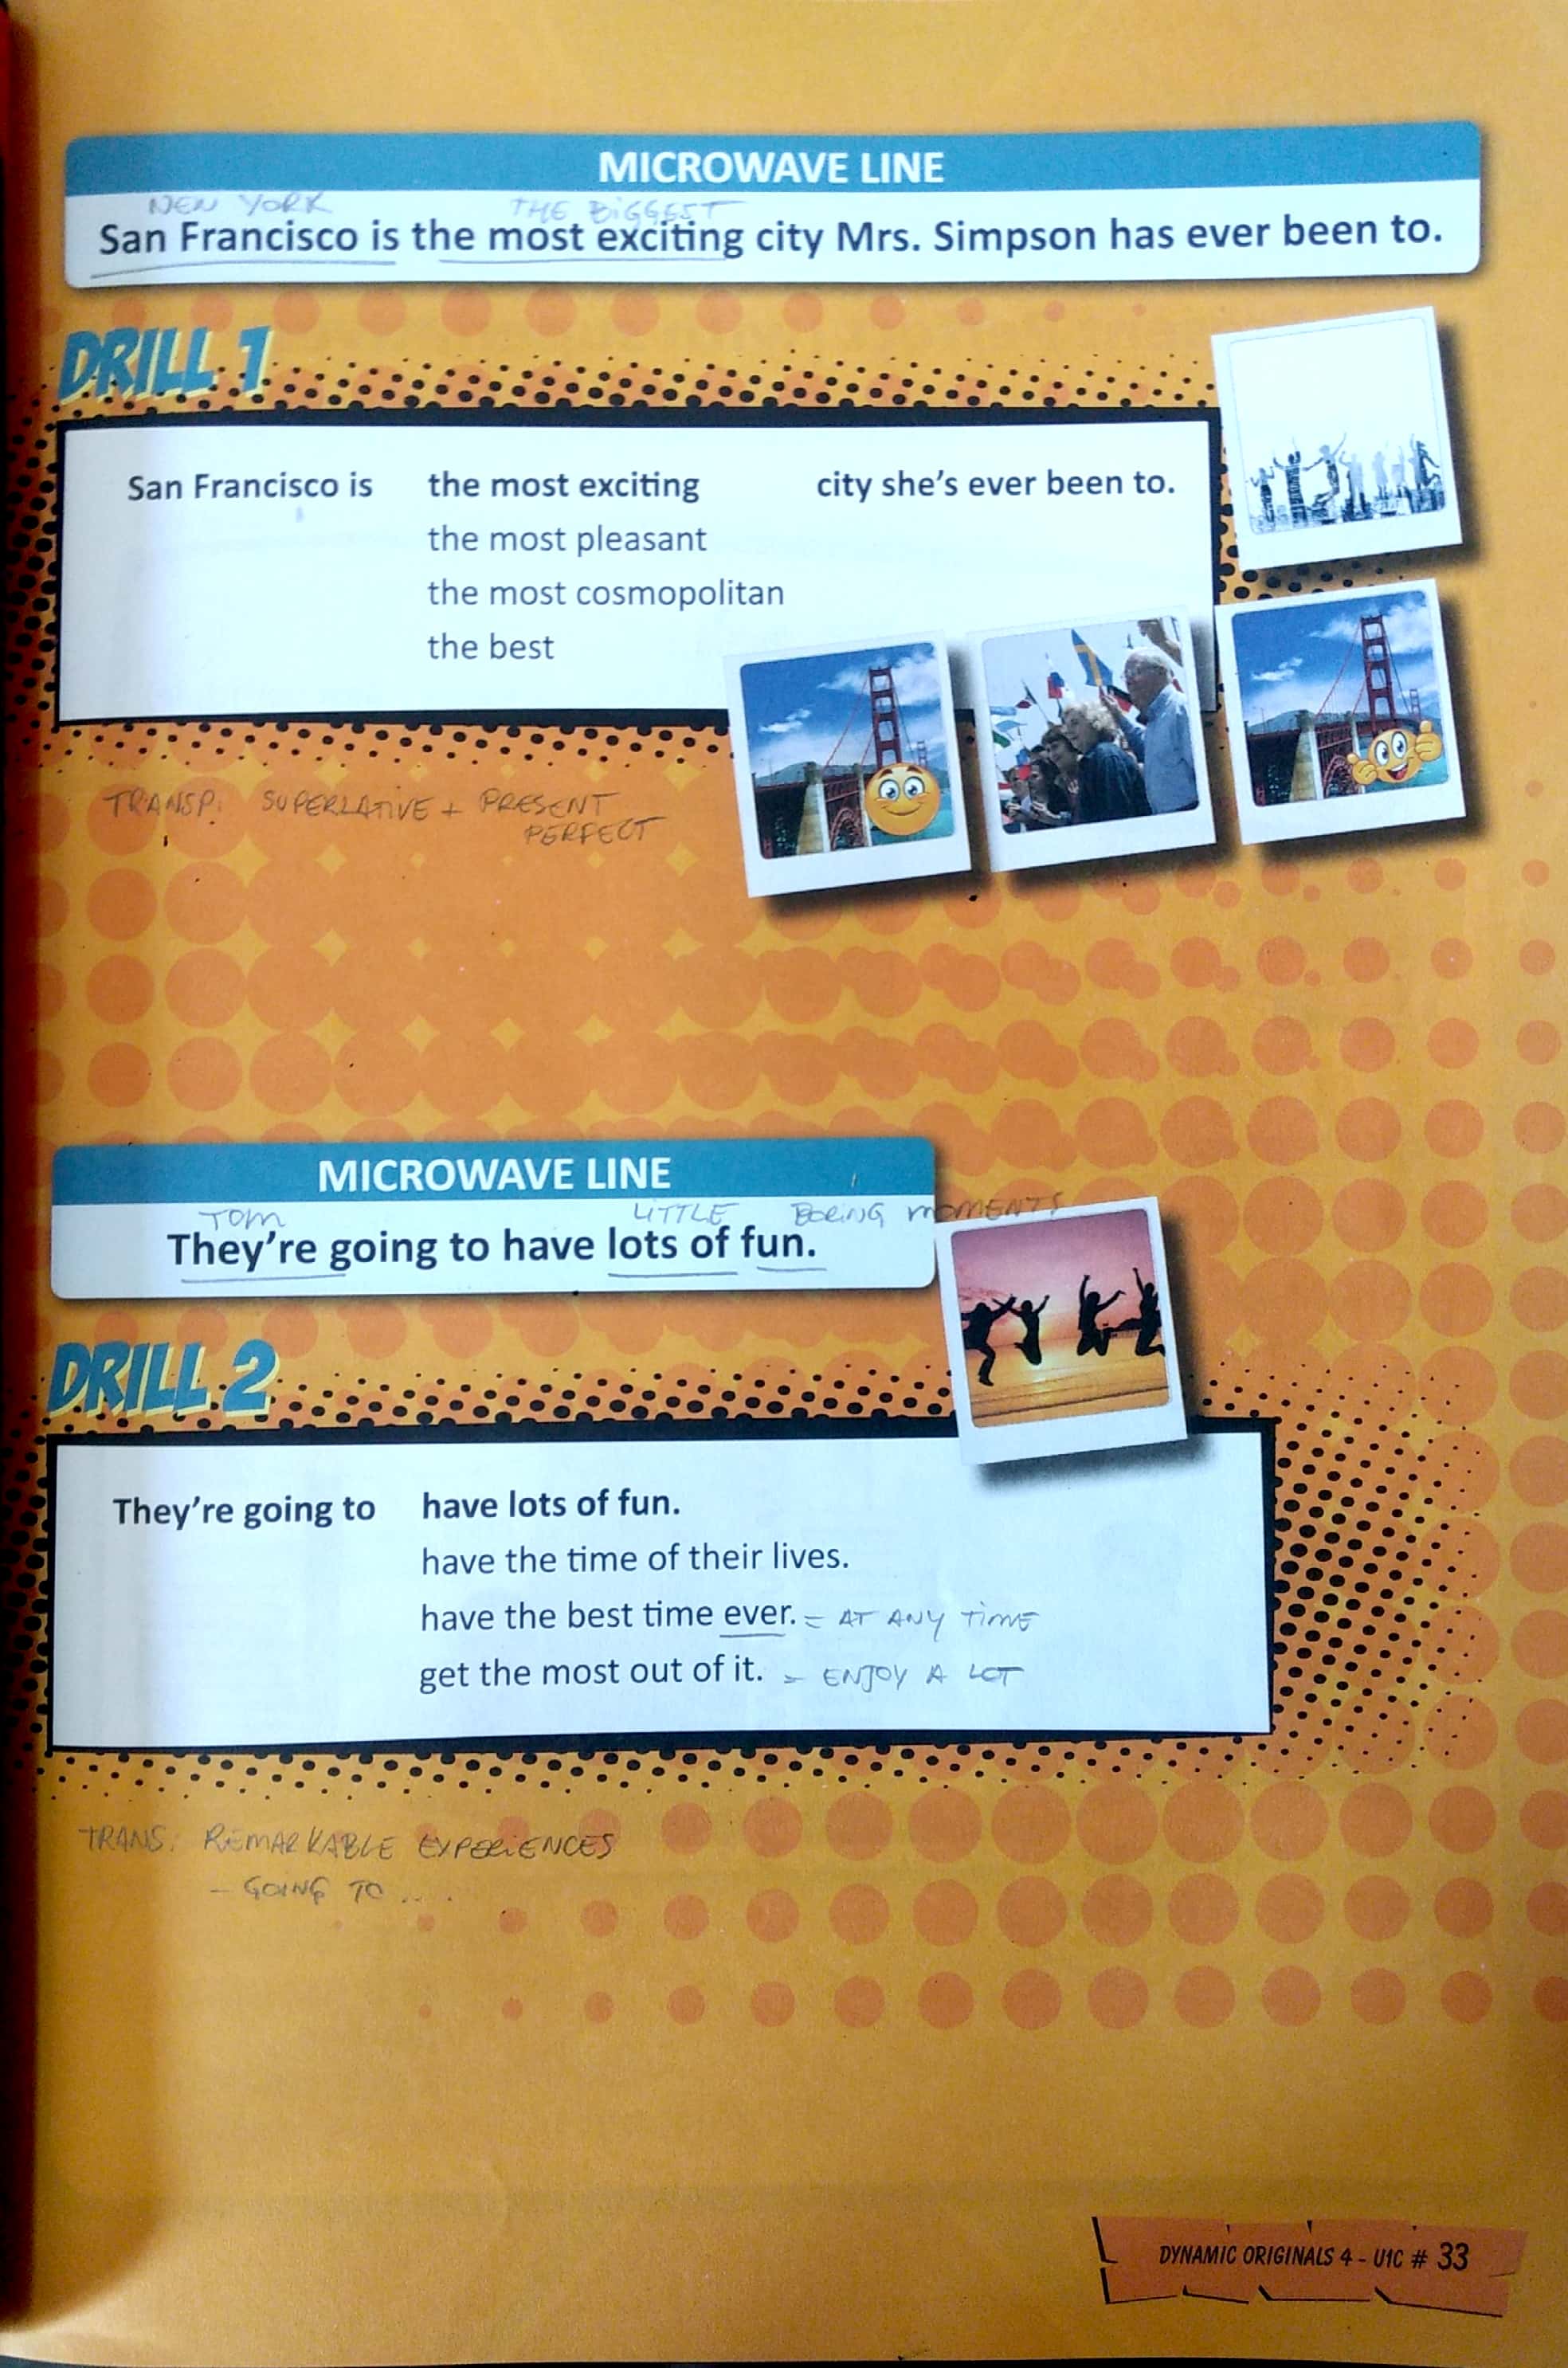 MICROWAVE LINE
NEW YORK THE BIGGEST
San Francisco is the most exciting city Mrs. Simpson has ever been to.
DRILL 1
San Francisco is the most exciting city she's ever been to.
the most pleasant
the most cosmopolitan
the best
TRANSP: SUPERLATIVE + PRESENT
PERFECT
MICROWAVE LINE
TOM LITTLE BORING MOMENTS
They're going to have lots of fun.
DRILL 2
They're going to have lots of fun.
have the time of their lives.
have the best time ever. = AT ANY TIME
get the most out of it. = ENJOY A LOT
TRANS. REMARKABLE EXPERIENCES
- GOING TO ....
DYNAMIC ORIGINALS 4 - U1C # 33